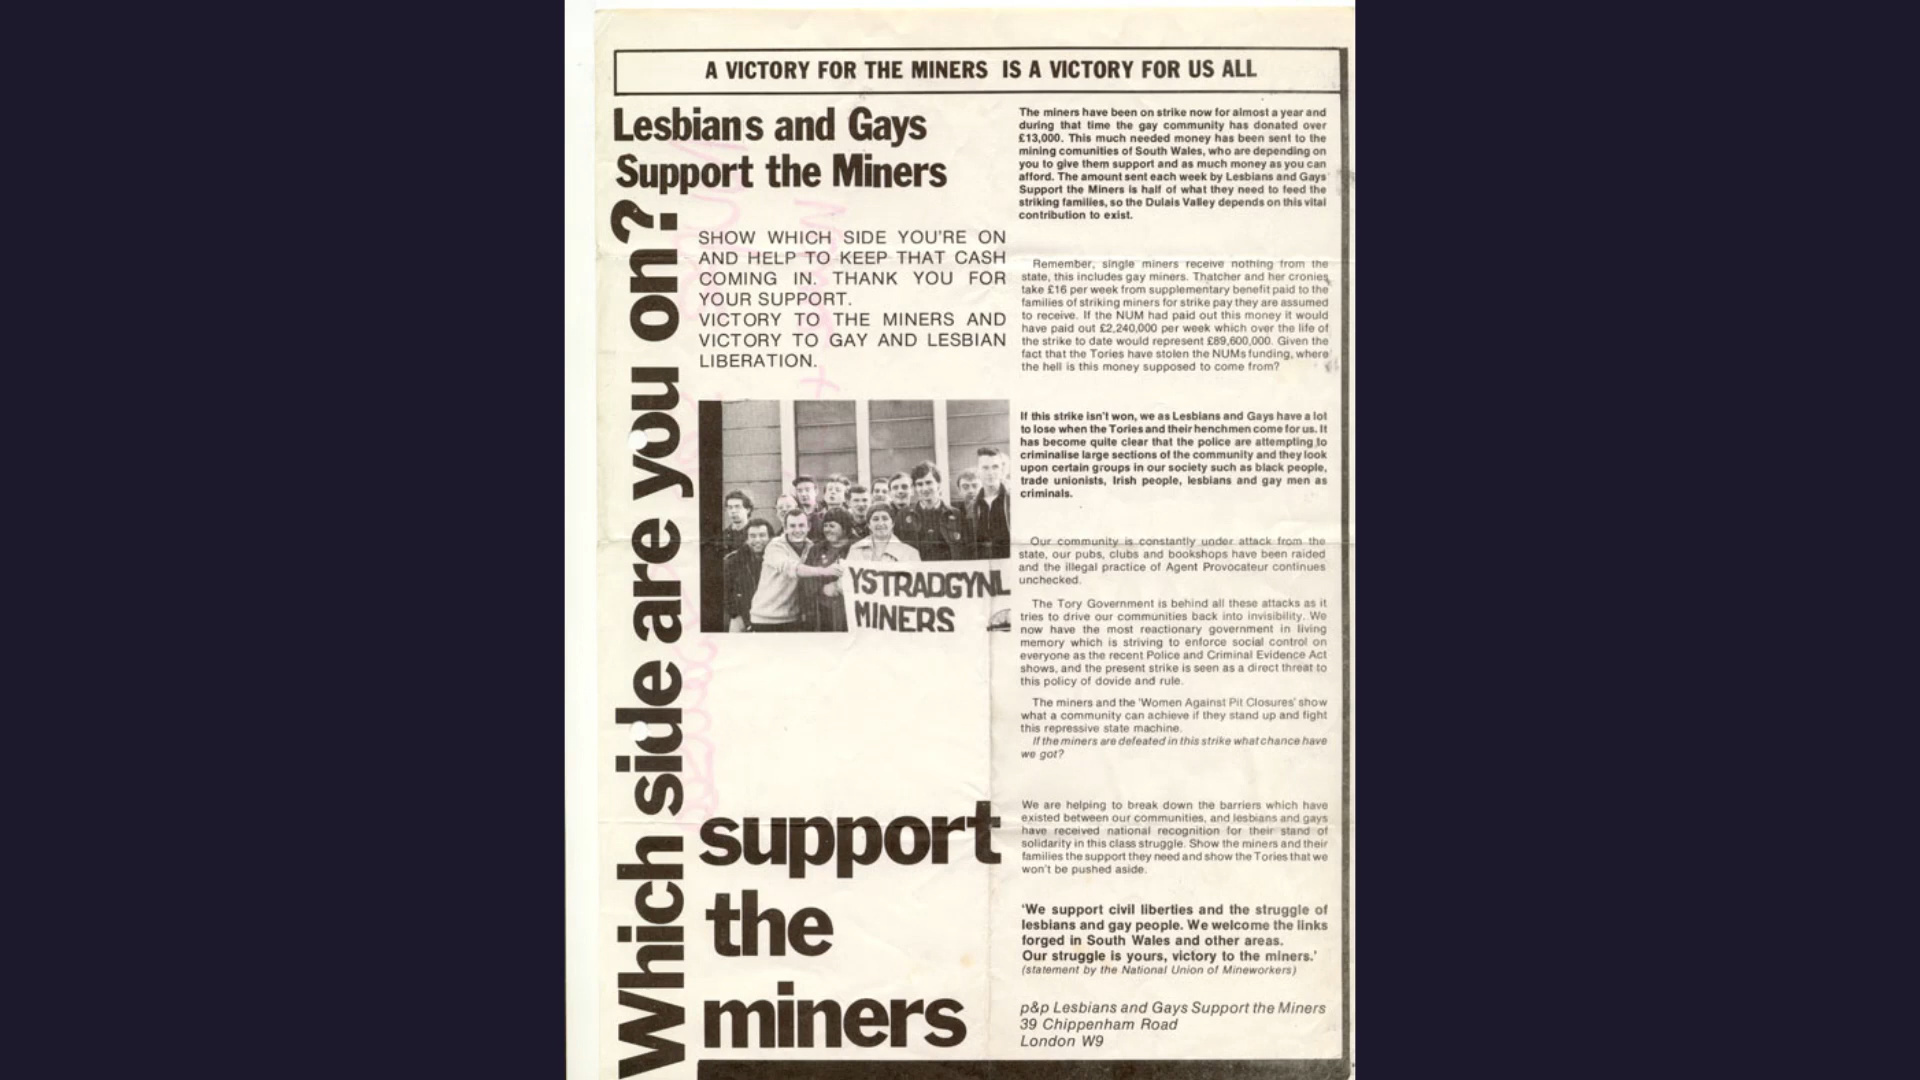 A VICTORY FOR THE MINERS IS A VICTORY FOR US ALL
Lesbians and Gays
Support the Miners
Which side are you on?
SHOW WHICH SIDE YOU'RE ON
AND HELP TO KEEP THAT CASH
COMING IN. THANK YOU FOR
YOUR SUPPORT.
VICTORY TO THE MINERS AND
VICTORY TO GAY AND LESBIAN
LIBERATION.
YSTRADGYNL
MINERS
support
the
miners
The miners have been on strike now for almost a year and
during that time the gay community has donated over
£13,000. This much needed money has been sent to the
mining comunities of South Wales, who are depending on
you to give them support and as much money as you can
afford. The amount sent each week by Lesbians and Gays
Support the Miners is half of what they need to feed the
striking families, so the Dulais Valley depends on this vital
contribution to exist.
Remember, single miners receive nothing from the
state, this includes gay miners. Thatcher and her cronies
take £16 per week from supplementary benefit paid to the
families of striking miners for strike pay they are assumed
to receive. If the NUM had paid out this money it would
have paid out £2,240,000 per week which over the life of
the strike to date would represent £89,600,000. Given the
fact that the Tories have stolen the NUMs funding, where
the hell is this money supposed to come from?
If this strike isn't won, we as Lesbians and Gays have a lot
to lose when the Tories and their henchmen come for us. It
has become quite clear that the police are attempting to
criminalise large sections of the community and they look
upon certain groups in our society such as black people,
trade unionists, Irish people, lesbians and gay men as
criminals.
Our community is constantly under attack from the
state, our pubs, clubs and bookshops have been raided
and the illegal practice of Agent Provocateur continues
unchecked.
The Tory Government is behind all these attacks as it
tries to drive our communities back into invisibility. We
now have the most reactionary government in living
memory which is striving to enforce social control on
everyone as the recent Police and Criminal Evidence Act
shows, and the present strike is seen as a direct threat to
this policy of dovide and rule.
The miners and the 'Women Against Pit Closures' show
what a community can achieve if they stand up and fight
this repressive state machine.
If the miners are defeated in this strike what chance have
we got?
We are helping to break down the barriers which have
existed between our communities, and lesbians and gays
have received national recognition for their stand of
solidarity in this class struggle. Show the miners and their
families the support they need and show the Tories that we
won't be pushed aside.
'We support civil liberties and the struggle of
lesbians and gay people. We welcome the links
forged in South Wales and other areas.
Our struggle is yours, victory to the miners.'
(statement by the National Union of Mineworkers)
p&p Lesbians and Gays Support the Miners
39 Chippenham Road
London W9